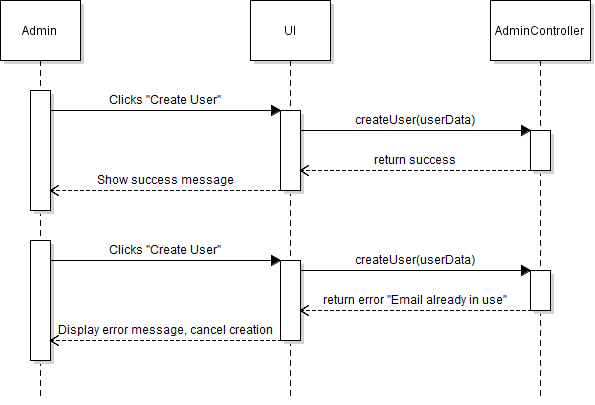 Admin
UI
AdminController
Clicks "Create User"
createUser(userData)
return success
Show success message
Clicks "Create User"
createUser(userData)
return error "Email already in use"
Display error message, cancel creation